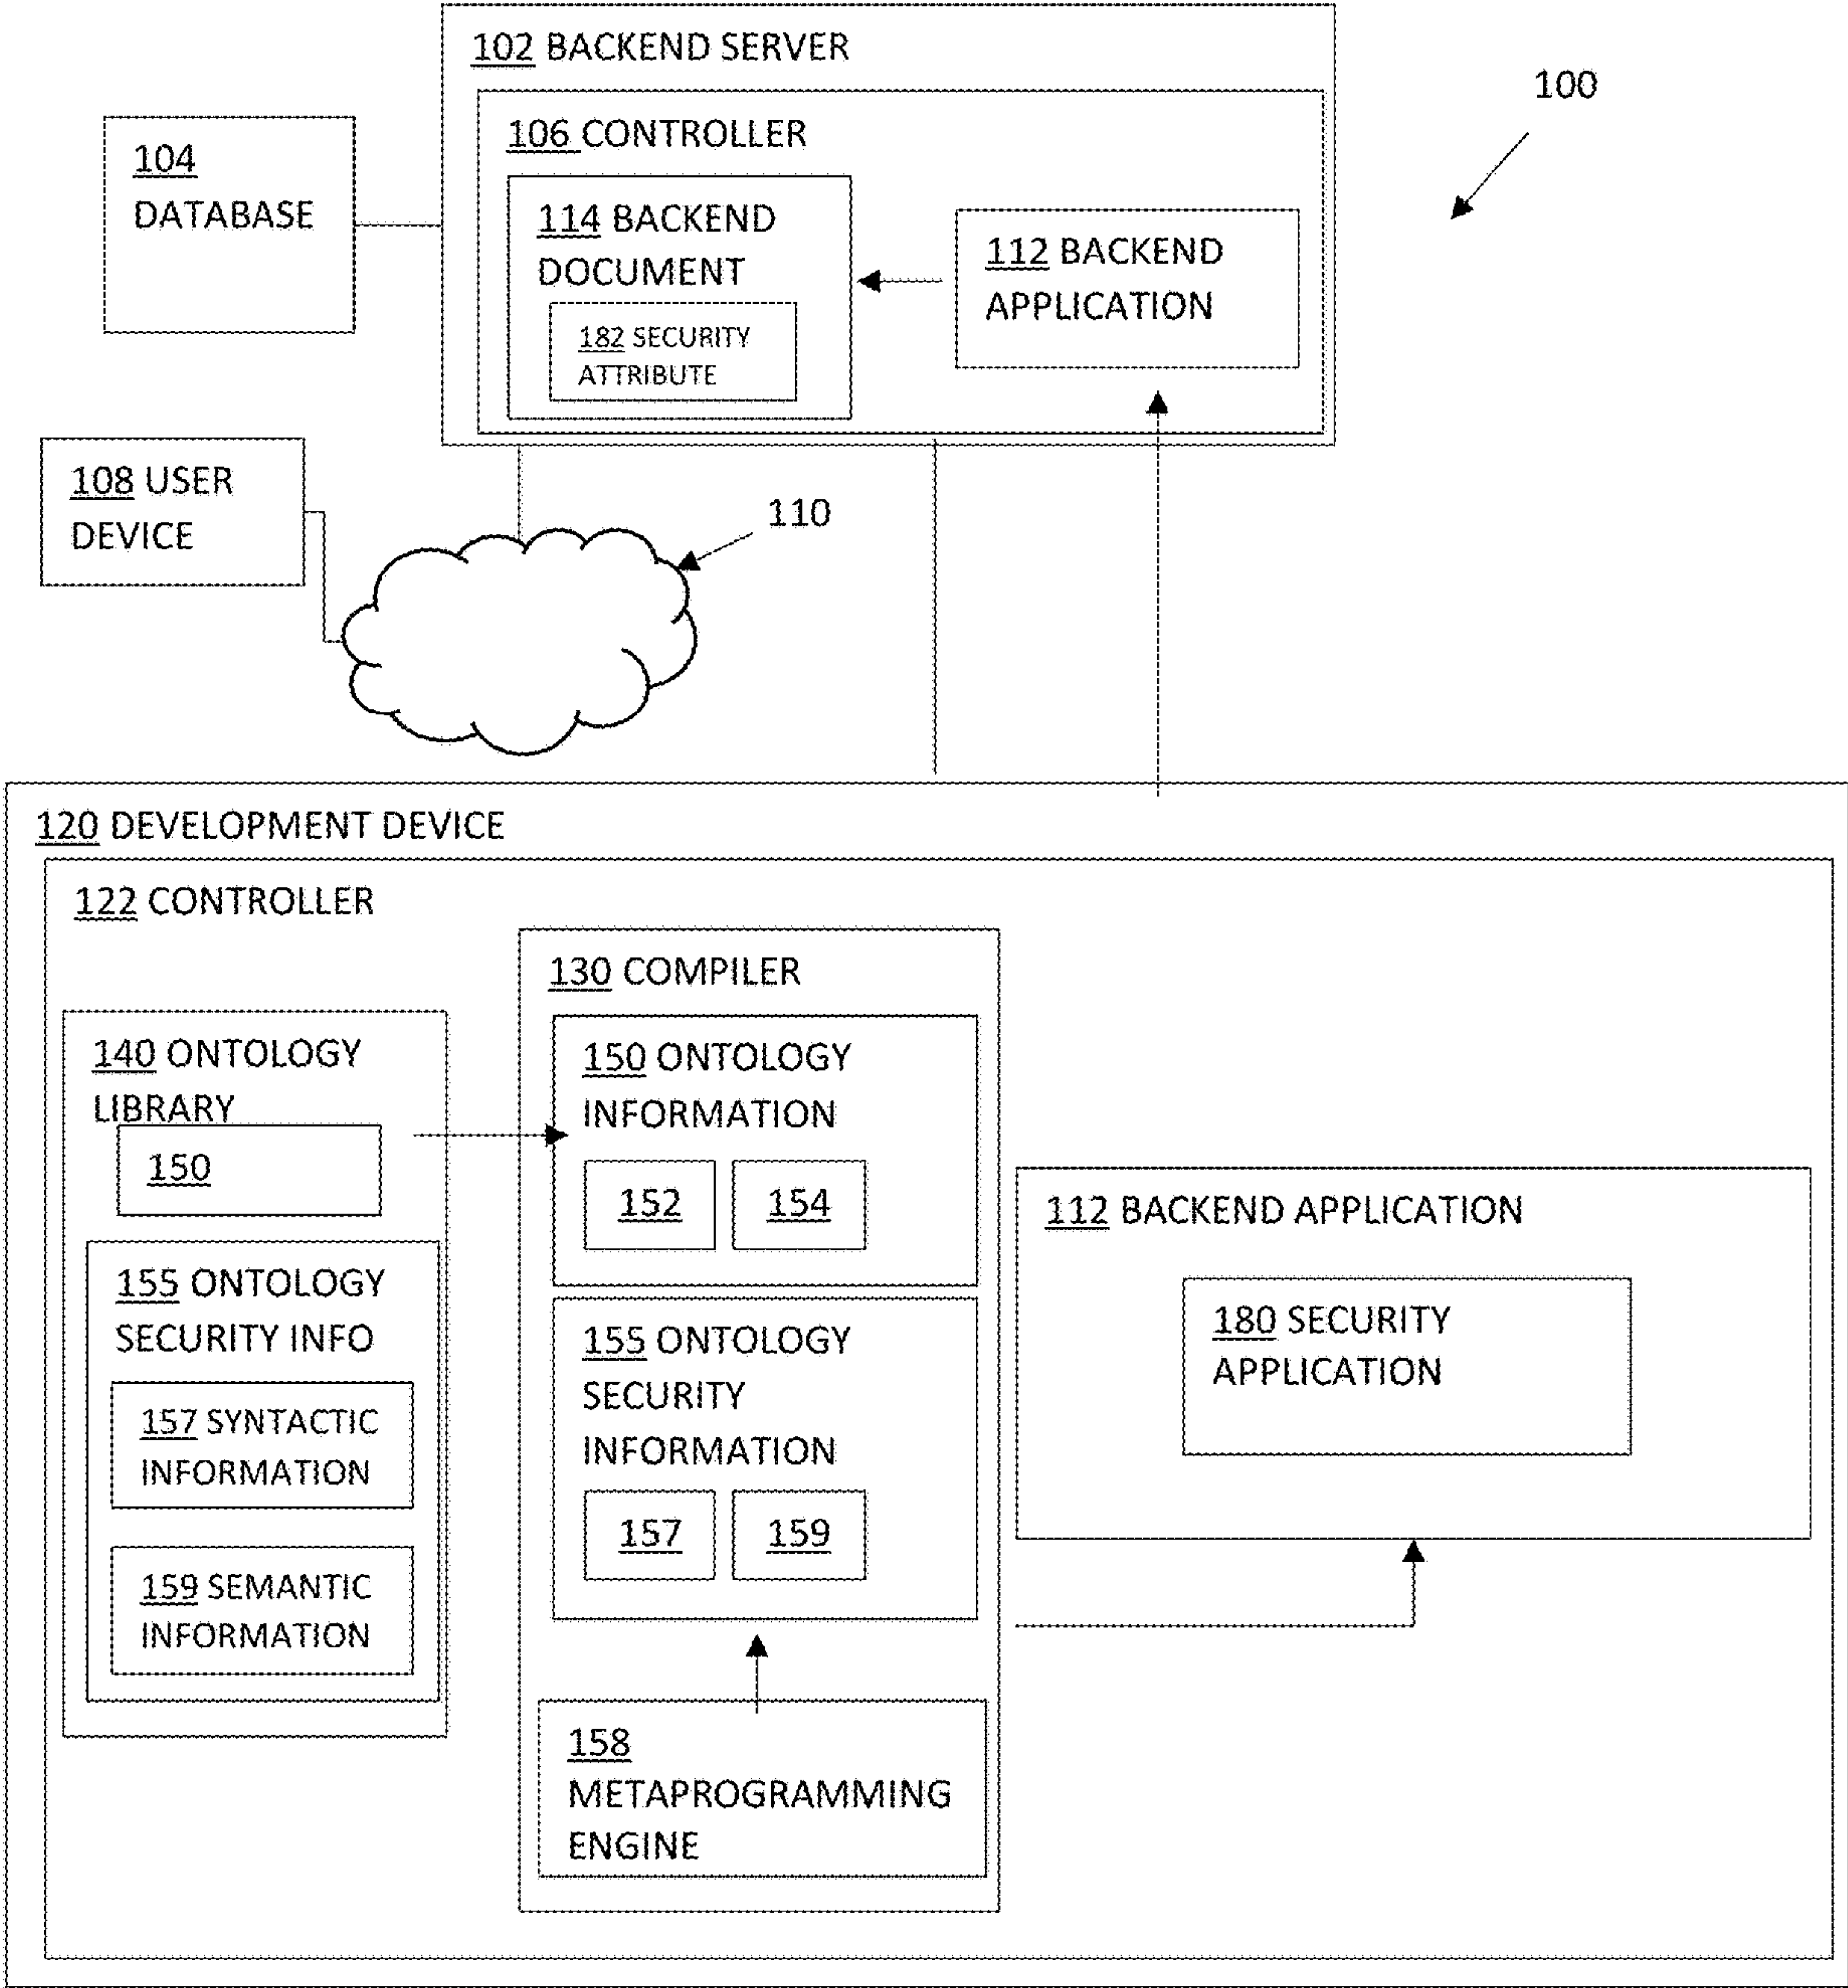 102 BACKEND SERVER
100
106 CONTROLLER
104
DATABASE
114 BACKEND
DOCUMENT
182 SECURITY
ATTRIBUTE
112 BACKEND
APPLICATION
108 USER
DEVICE
110
120 DEVELOPMENT DEVICE
122 CONTROLLER
140 ONTOLOGY
LIBRARY
150
155 ONTOLOGY
SECURITY INFO
157 SYNTACTIC
INFORMATION
159 SEMANTIC
INFORMATION
130 COMPILER
150 ONTOLOGY
INFORMATION
152 154
155 ONTOLOGY
SECURITY
INFORMATION
157 159
158
METAPROGRAMMING
ENGINE
112 BACKEND APPLICATION
180 SECURITY
APPLICATION